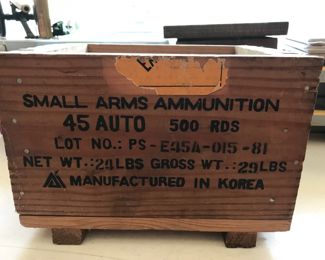 SMALL ARMS AMMUNITION
45 AUTO 500 RDS
LOT NO.: PS-E45A-015-81
NET WT.:24LBS GROSS WT.:29LBS
MANUFACTURED IN KOREA